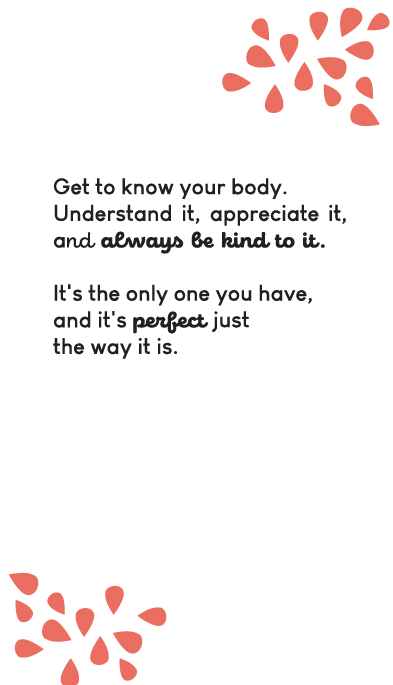 Get to know your body.
Understand it, appreciate it,
and always be kind to it.
It's the only one you have,
and it's perfect just
the way it is.